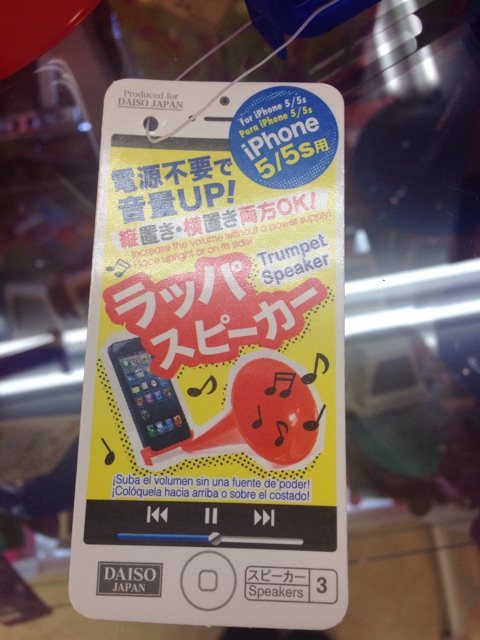 Produced for
DAISO JAPAN
For iPhone 5/5s
Para iPhone 5/5s
iPhone
5/5s用
電源不要で
音量UP!
縦置き・横置き両方OK!
Increase the volume without a power supply!
Place upright or on its side!
Trumpet
Speaker
ラッパ
スピーカー
¡Suba el volumen sin una fuente de poder!
¡Colóquela hacia arriba o sobre el costado!
DAISO
JAPAN
スピーカー
Speakers
3